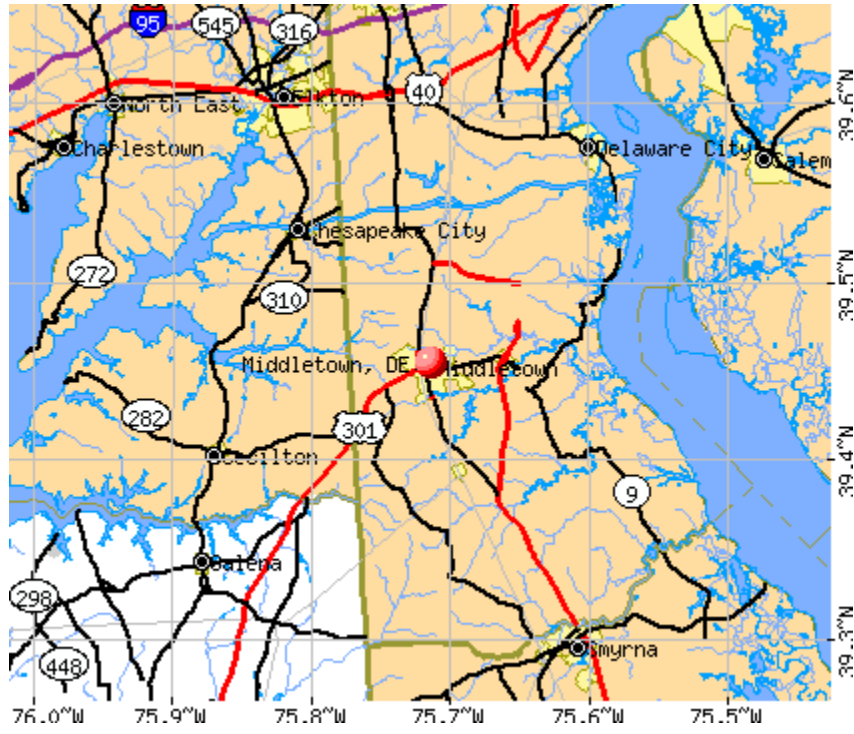 95
545
316
40
39.6°N
North East
Elkton
Charlestown
Delaware City
Salem
Chesapeake City
272
310
39.5°N
Middletown, DE
Middletown
282
301
Cecilton
39.4°N
9
Galena
298
448
39.3°N
Smyrna
76.0°W
75.9°W
75.8°W
75.7°W
75.6°W
75.5°W